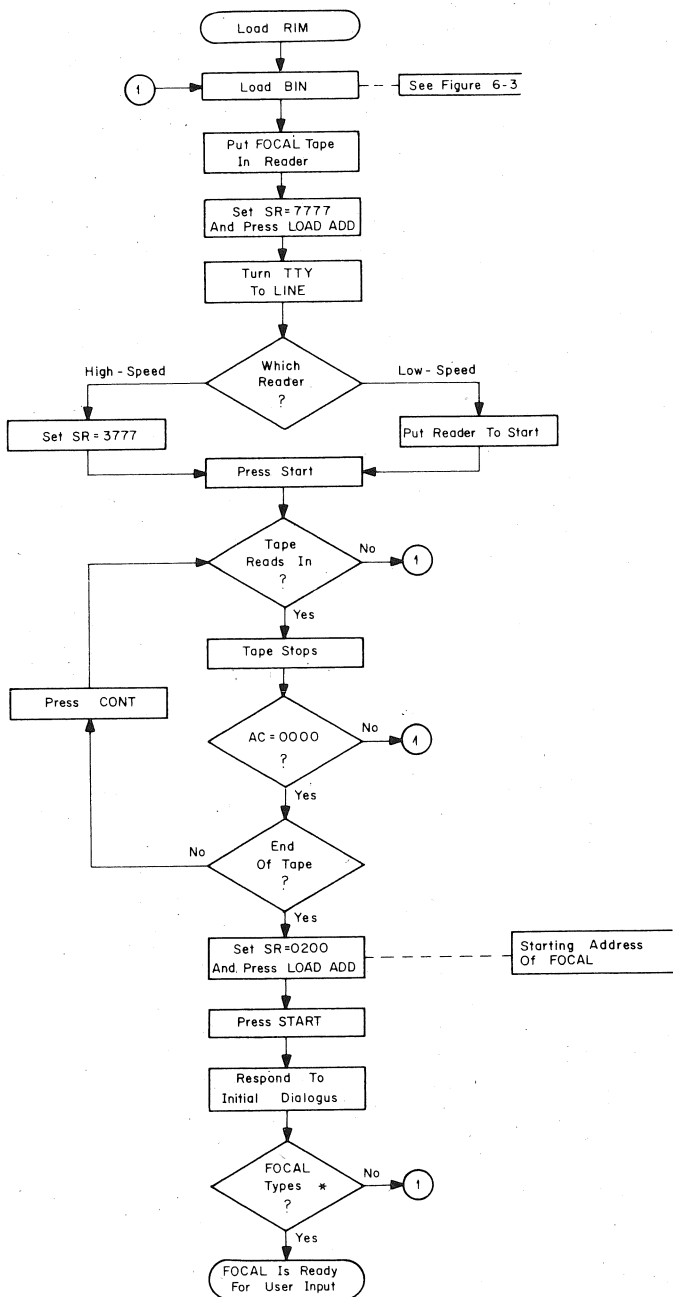 Load RIM
1
Load BIN
See Figure 6-3
Put FOCAL Tape
In Reader
Set SR=7777
And Press LOAD ADD
Turn TTY
To LINE
Which
Reader
?
High-Speed
Low-Speed
Set SR=3777
Put Reader To Start
Press Start
Tape
Reads In
?
No
1
Yes
Tape Stops
Press CONT
AC=0000
?
No
1
Yes
End
Of Tape
?
No
Yes
Set SR=0200
And. Press LOAD ADD
Starting Address
Of FOCAL
Press START
Respond To
Initial Dialogus
FOCAL
Types *
?
No
1
Yes
FOCAL Is Ready
For User Input